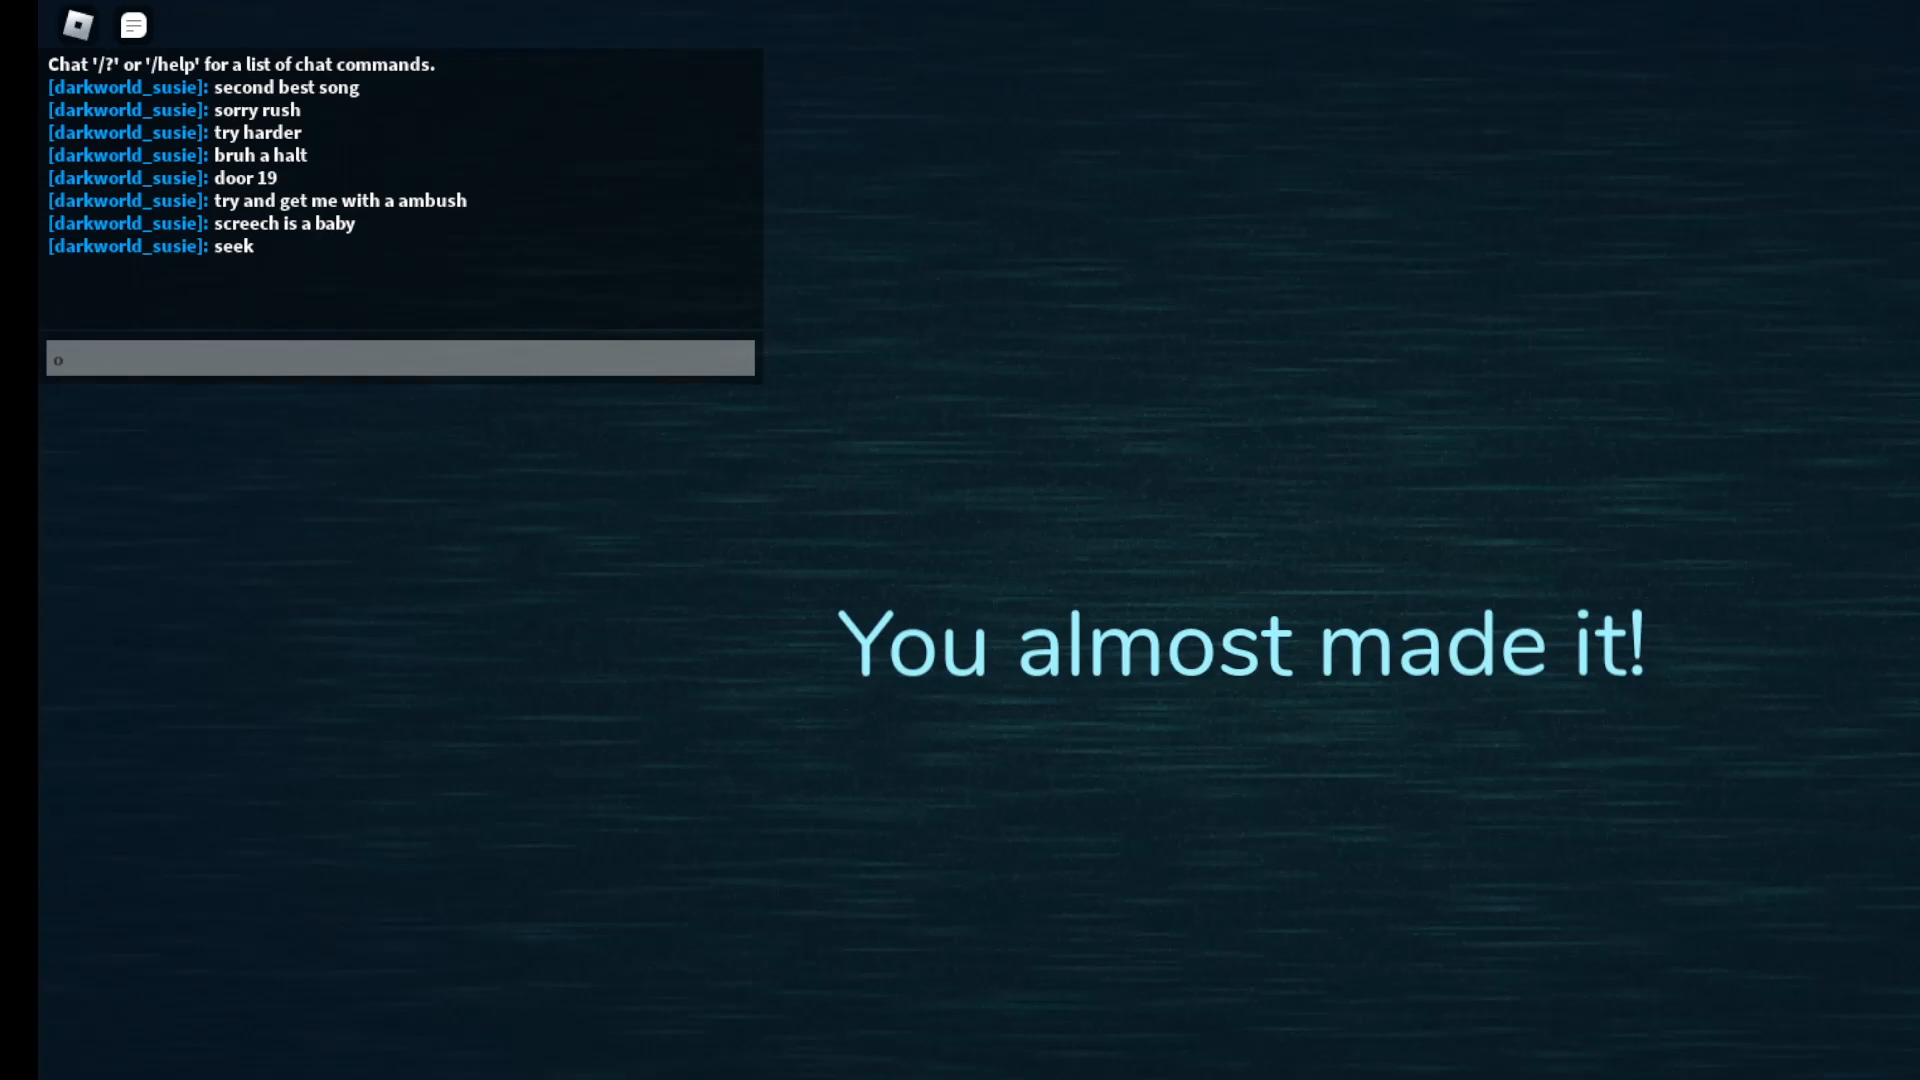 Chat '/?' or '/help' for a list of chat commands.
[darkworld_susie]: second best song
[darkworld_susie]: sorry rush
[darkworld_susie]: try harder
[darkworld_susie]: bruh a halt
[darkworld_susie]: door 19
[darkworld_susie]: try and get me with a ambush
[darkworld_susie]: screech is a baby
[darkworld_susie]: seek
o
You almost made it!